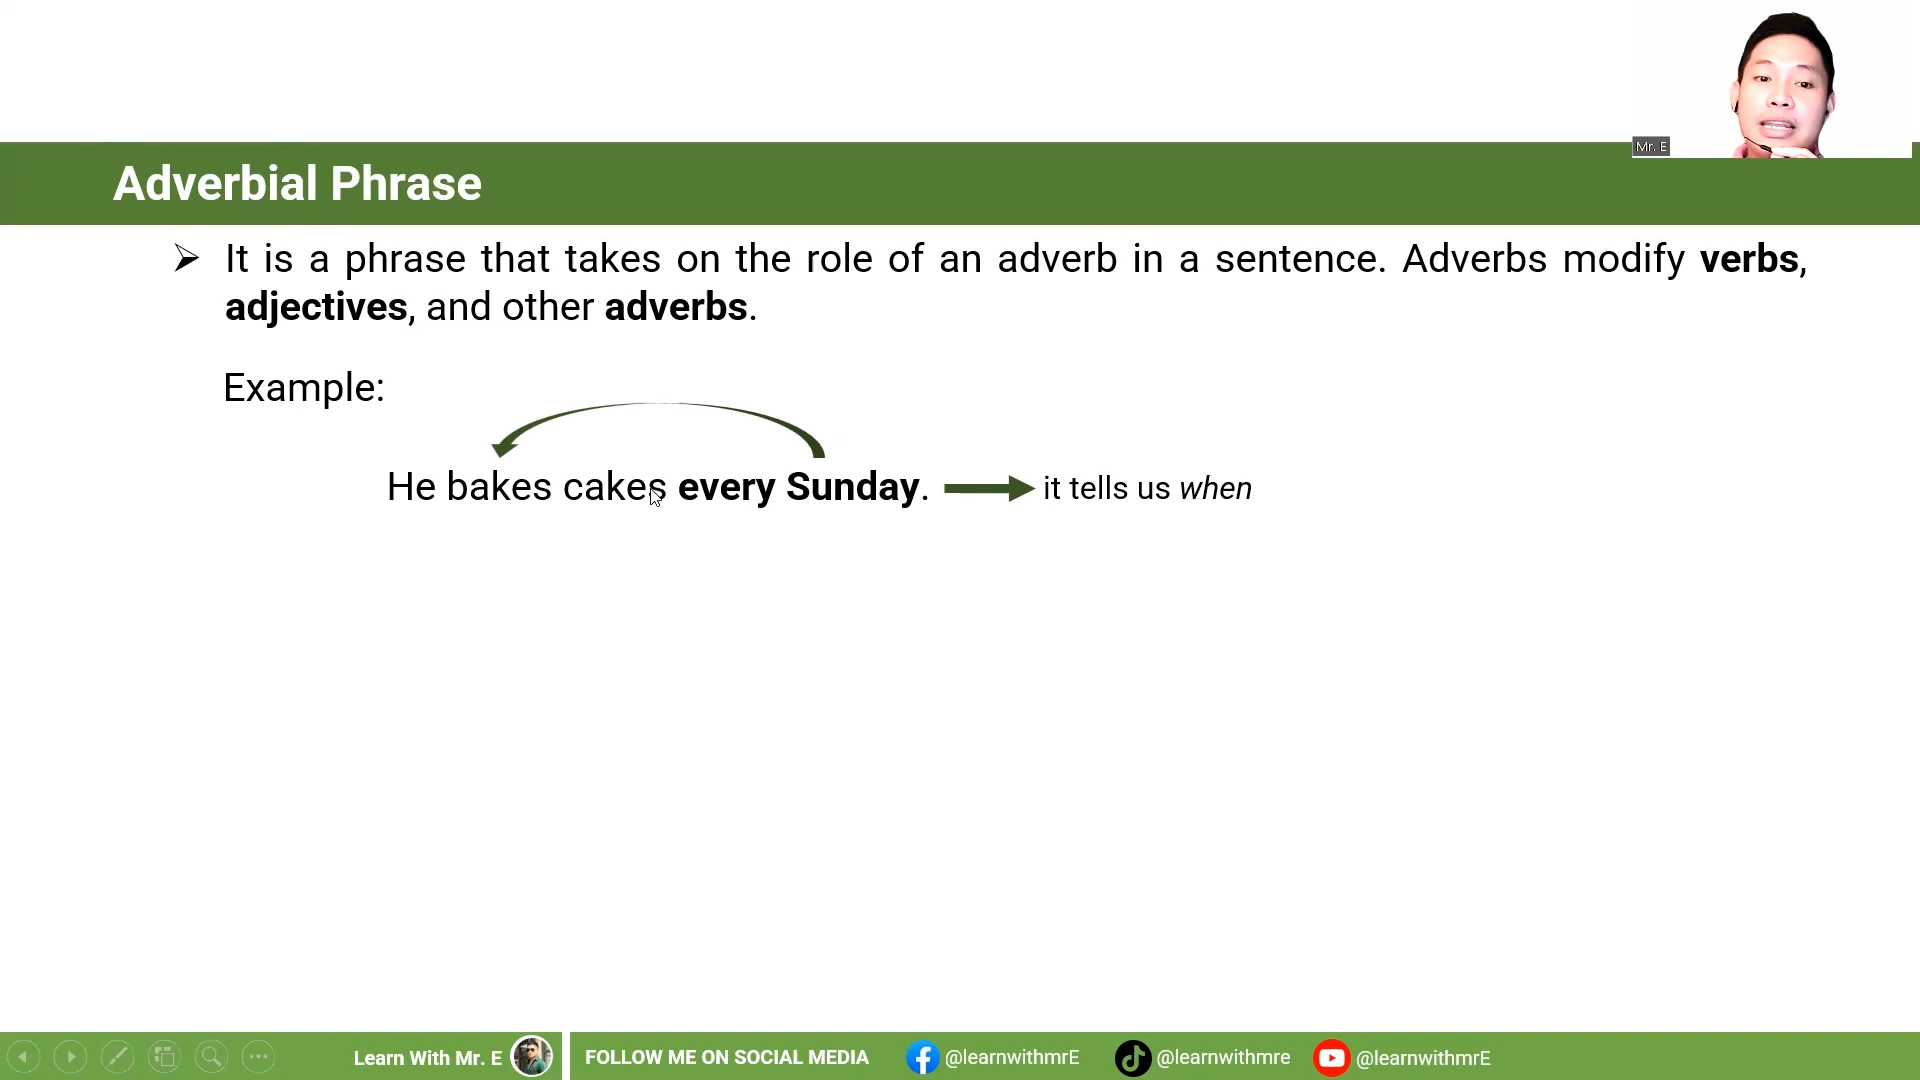 Mr. E
Adverbial Phrase
It is a phrase that takes on the role of an adverb in a sentence. Adverbs modify verbs,
adjectives, and other adverbs.
Example:
He bakes cakes every Sunday. it tells us when
Learn With Mr. E FOLLOW ME ON SOCIAL MEDIA @learnwithmrE @learnwithmre @learnwithmrE